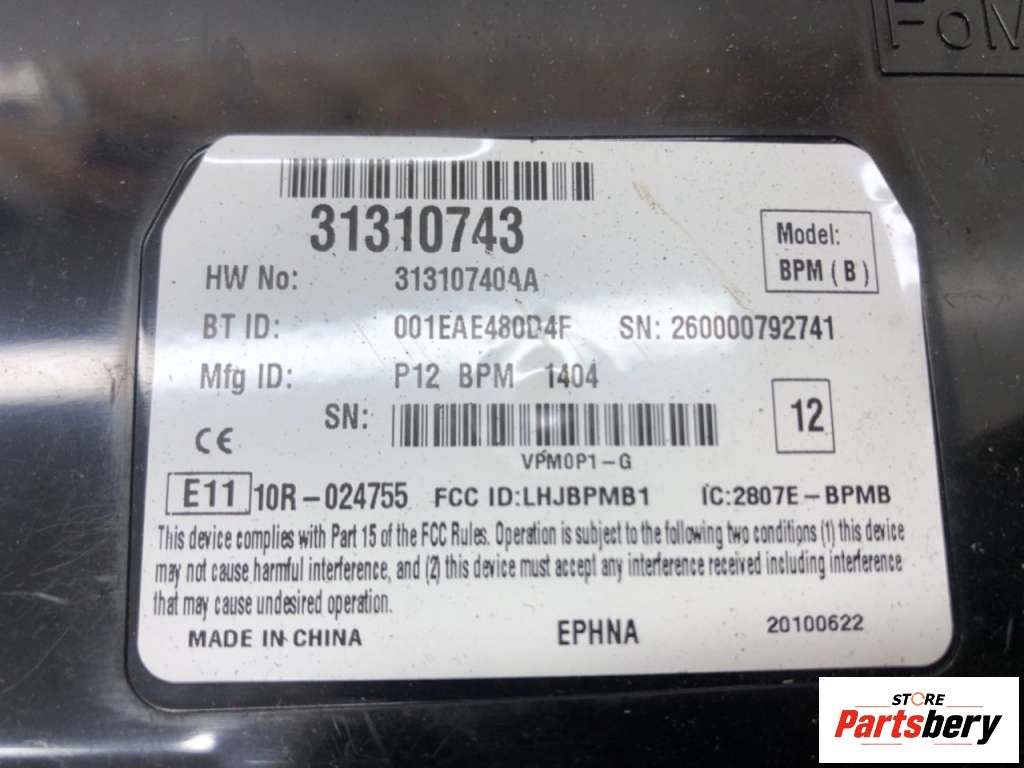 FoM
31310743
Model:
BPM (B)
HW No: 31310740AA
BT ID: 001EAE480D4F SN: 260000792741
Mfg ID: P12 BPM 1404
SN:
12
VPM0P1-G
CE
E11 10R-024755 FCC ID:LHJBPMB1 IC:2807E-BPMB
This device complies with Part 15 of the FCC Rules. Operation is subject to the following two conditions (1) this device
may not cause harmful interference, and (2) this device must accept any interference received including interference
that may cause undesired operation.
MADE IN CHINA EPHNA 20100622
STORE
Partsbery